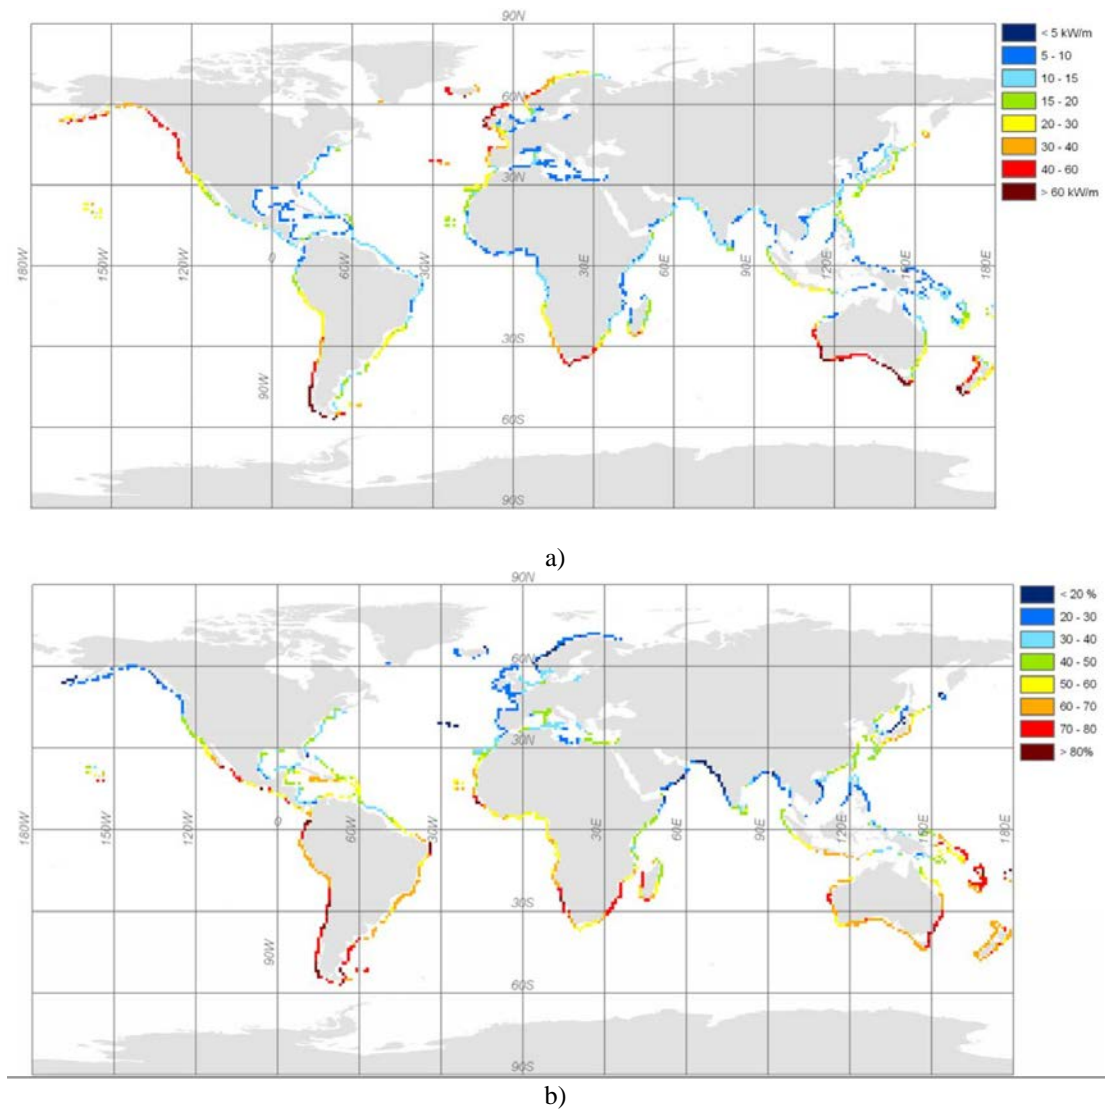 90N
< 5 kW/m
5 - 10
10 - 15
60N
15 - 20
20 - 30
30 - 40
40 - 60
30N
> 60 kW/m
180W
150W
120W
0
60W
30W
30E
60E
90E
120E
150E
180E
30S
90W
60S
90S
a)
90N
< 20 %
20 - 30
30 - 40
60N
40 - 50
50 - 60
60 - 70
70 - 80
30N
> 80%
180W
150W
120W
0
60W
30W
30E
60E
90E
120E
150E
180E
30S
90W
60S
90S
b)